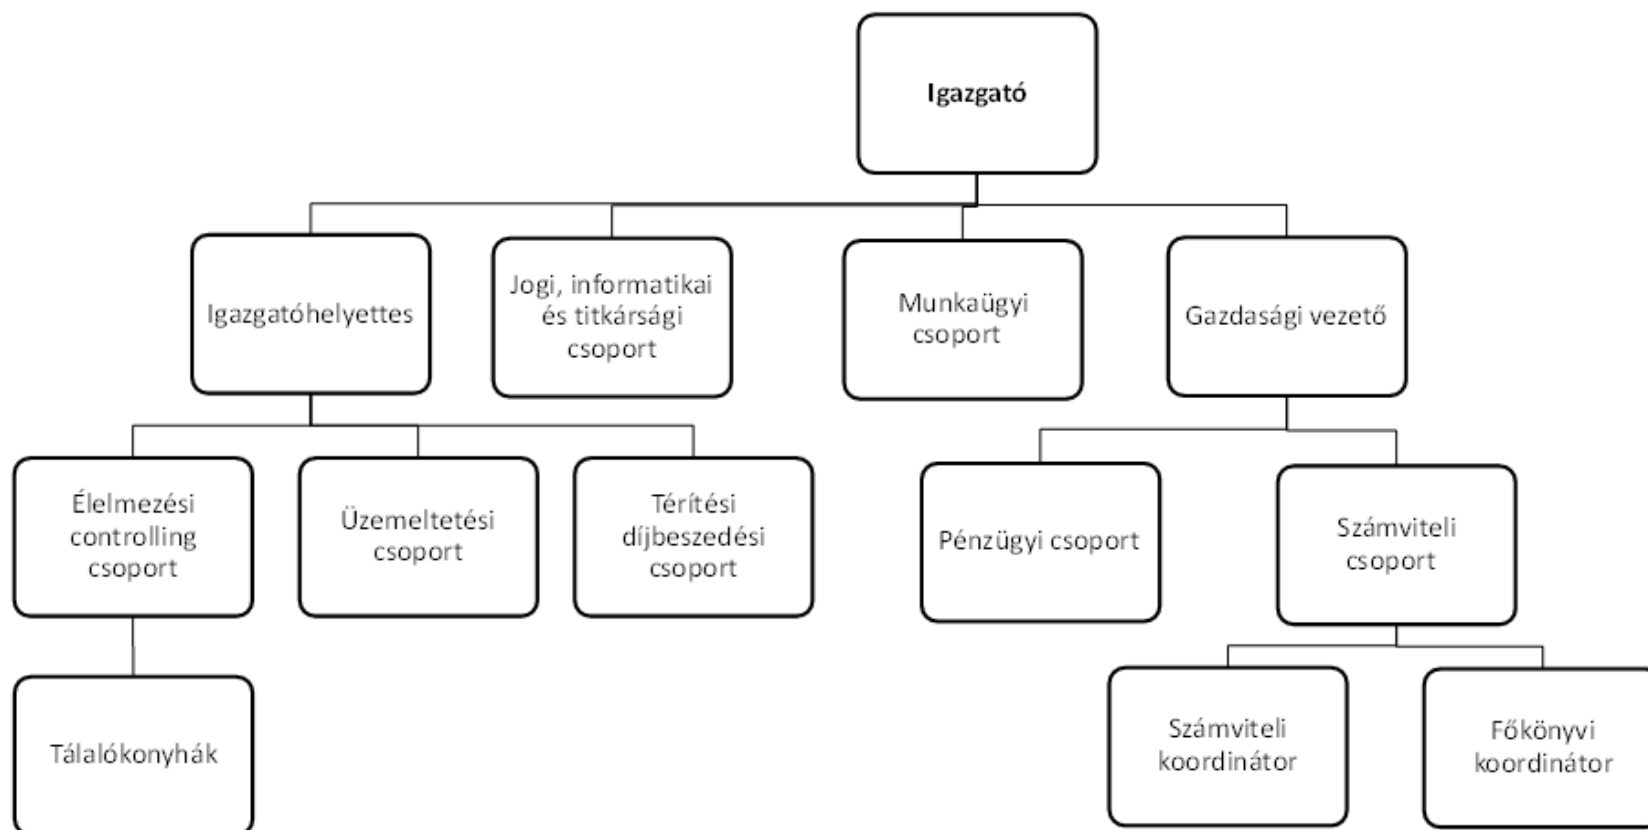 Igazgató
Igazgatóhelyettes
Jogi, informatikai
és titkársági
csoport
Munkaügyi
csoport
Gazdasági vezető
Élelmezési
controlling
csoport
Üzemeltetési
csoport
Térítési
díjbeszedési
csoport
Pénzügyi csoport
Számviteli
csoport
Tálalókonyhák
Számviteli
koordinátor
Főkönyvi
koordinátor